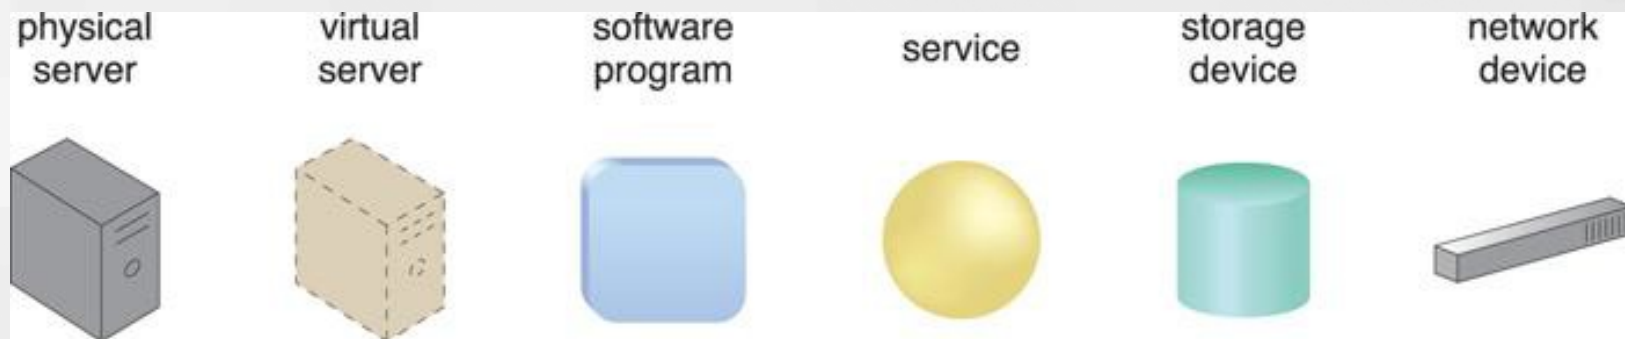 physical
server
virtual
server
software
program
service
storage
device
network
device